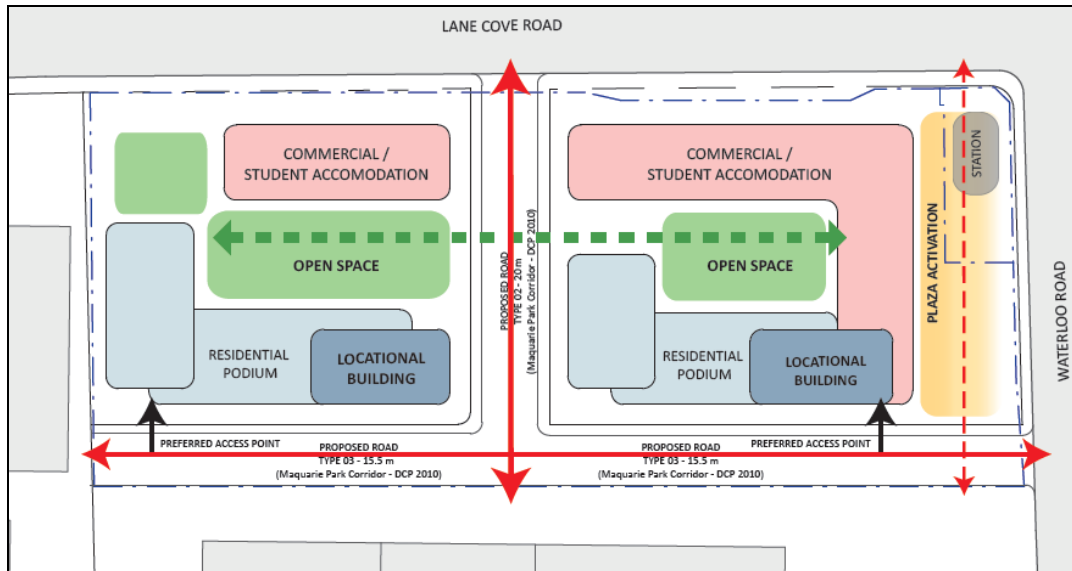 LANE COVE ROAD
COMMERCIAL /
STUDENT ACCOMODATION
COMMERCIAL /
STUDENT ACCOMODATION
STATION
OPEN SPACE
OPEN SPACE
PROPOSED ROAD
TYPE 02 - 20 m
(Maquarie Park Corridor - DCP 2010)
PLAZA ACTIVATION
WATERLOO ROAD
RESIDENTIAL
PODIUM
LOCATIONAL
BUILDING
RESIDENTIAL
PODIUM
LOCATIONAL
BUILDING
PREFERRED ACCESS POINT
PROPOSED ROAD
TYPE 03 - 15.5 m
(Maquarie Park Corridor - DCP 2010)
PROPOSED ROAD
TYPE 03 - 15.5 m
(Maquarie Park Corridor - DCP 2010)
PREFERRED ACCESS POINT